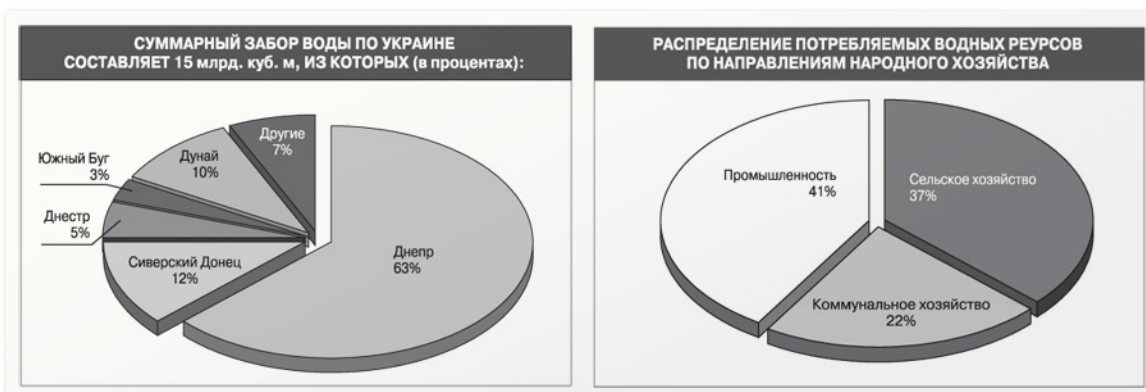 СУММАРНЫЙ ЗАБОР ВОДЫ ПО УКРАИНЕ
СОСТАВЛЯЕТ 15 млрд. куб. м, ИЗ КОТОРЫХ (в процентах):
Другие
7%
Дунай
10%
Южный Буг
3%
Днестр
5%
Сиверский Донец
12%
Днепр
63%
РАСПРЕДЕЛЕНИЕ ПОТРЕБЛЯЕМЫХ ВОДНЫХ РЕУРСОВ
ПО НАПРАВЛЕНИЯМ НАРОДНОГО ХОЗЯЙСТВА
Промышленность
41%
Сельское хозяйство
37%
Коммунальное хозяйство
22%